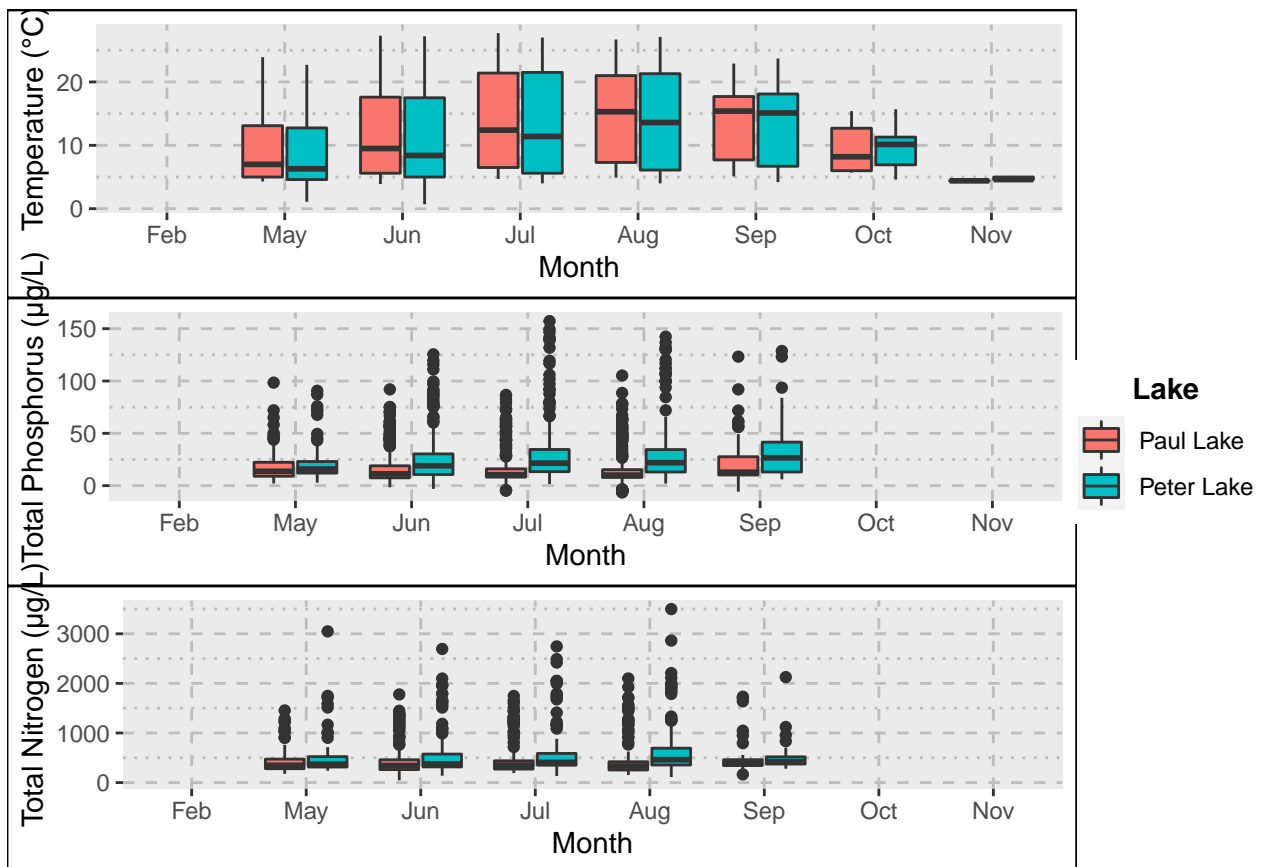 Temperature (°C)
20
10
0
Feb May Jun Jul Aug Sep Oct Nov
Month
Total Phosphorus (µg/L)
150
100
50
0
Feb May Jun Jul Aug Sep Oct Nov
Month
Total Nitrogen (µg/L)
3000
2000
1000
0
Feb May Jun Jul Aug Sep Oct Nov
Month
Lake
Paul Lake
Peter Lake